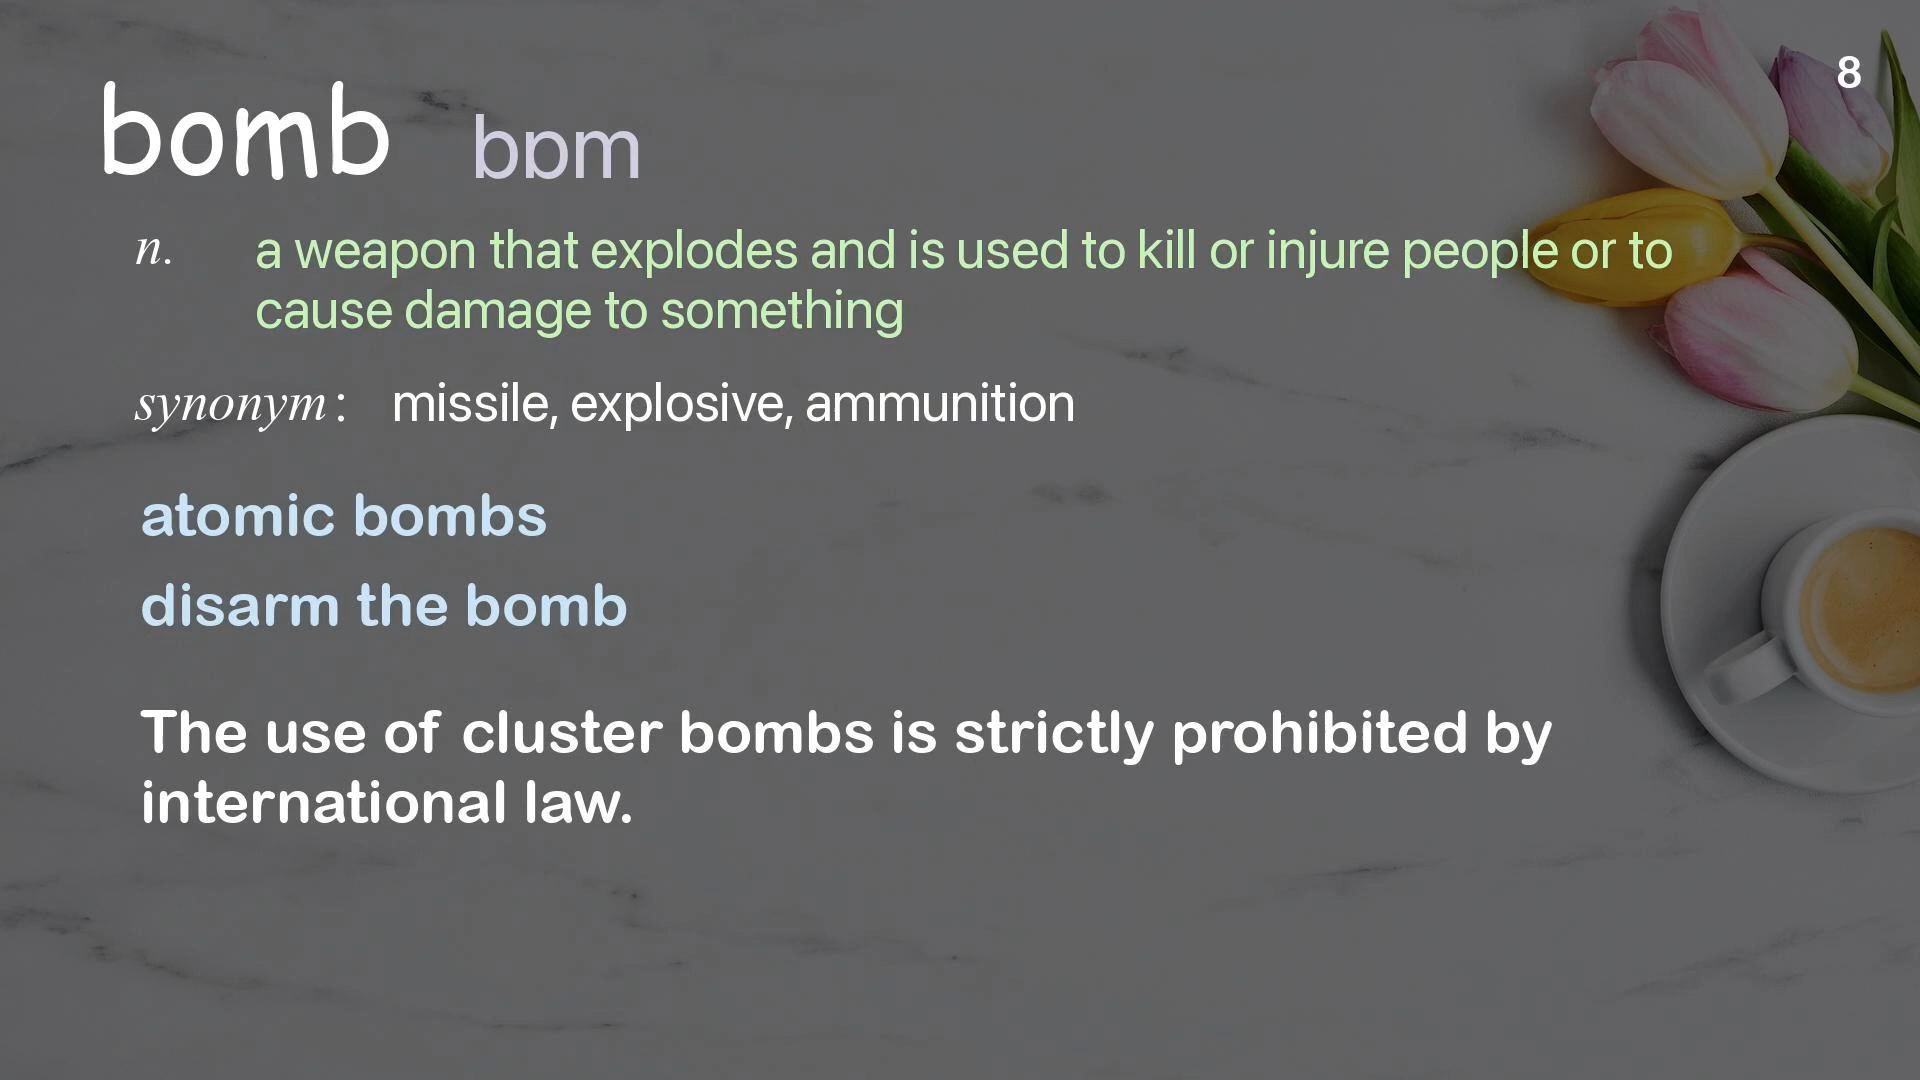 8
bomb bɒm
n. a weapon that explodes and is used to kill or injure people or to
cause damage to something
synonym: missile, explosive, ammunition
atomic bombs
disarm the bomb
The use of cluster bombs is strictly prohibited by
international law.